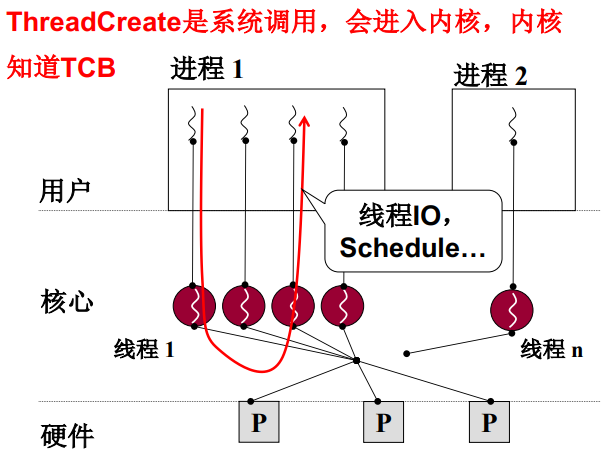 ThreadCreate是系统调用，会进入内核，内核
知道TCB
进程 1
进程 2
用户
线程IO，
Schedule…
核心
线程 1
线程 n
硬件
P
P
P